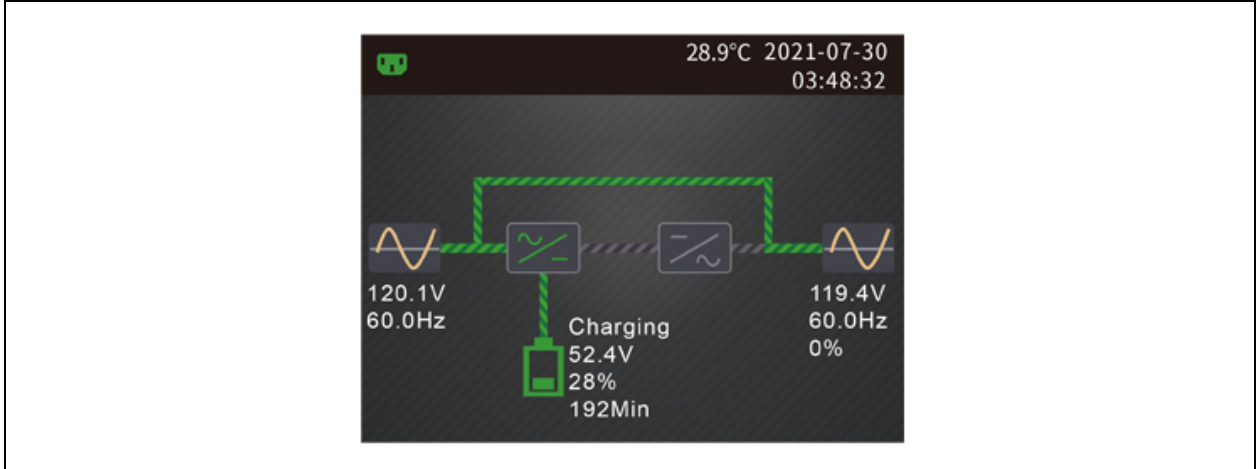 28.9°C 2021-07-30
03:48:32
120.1V
60.0Hz
Charging
52.4V
28%
192Min
119.4V
60.0Hz
0%